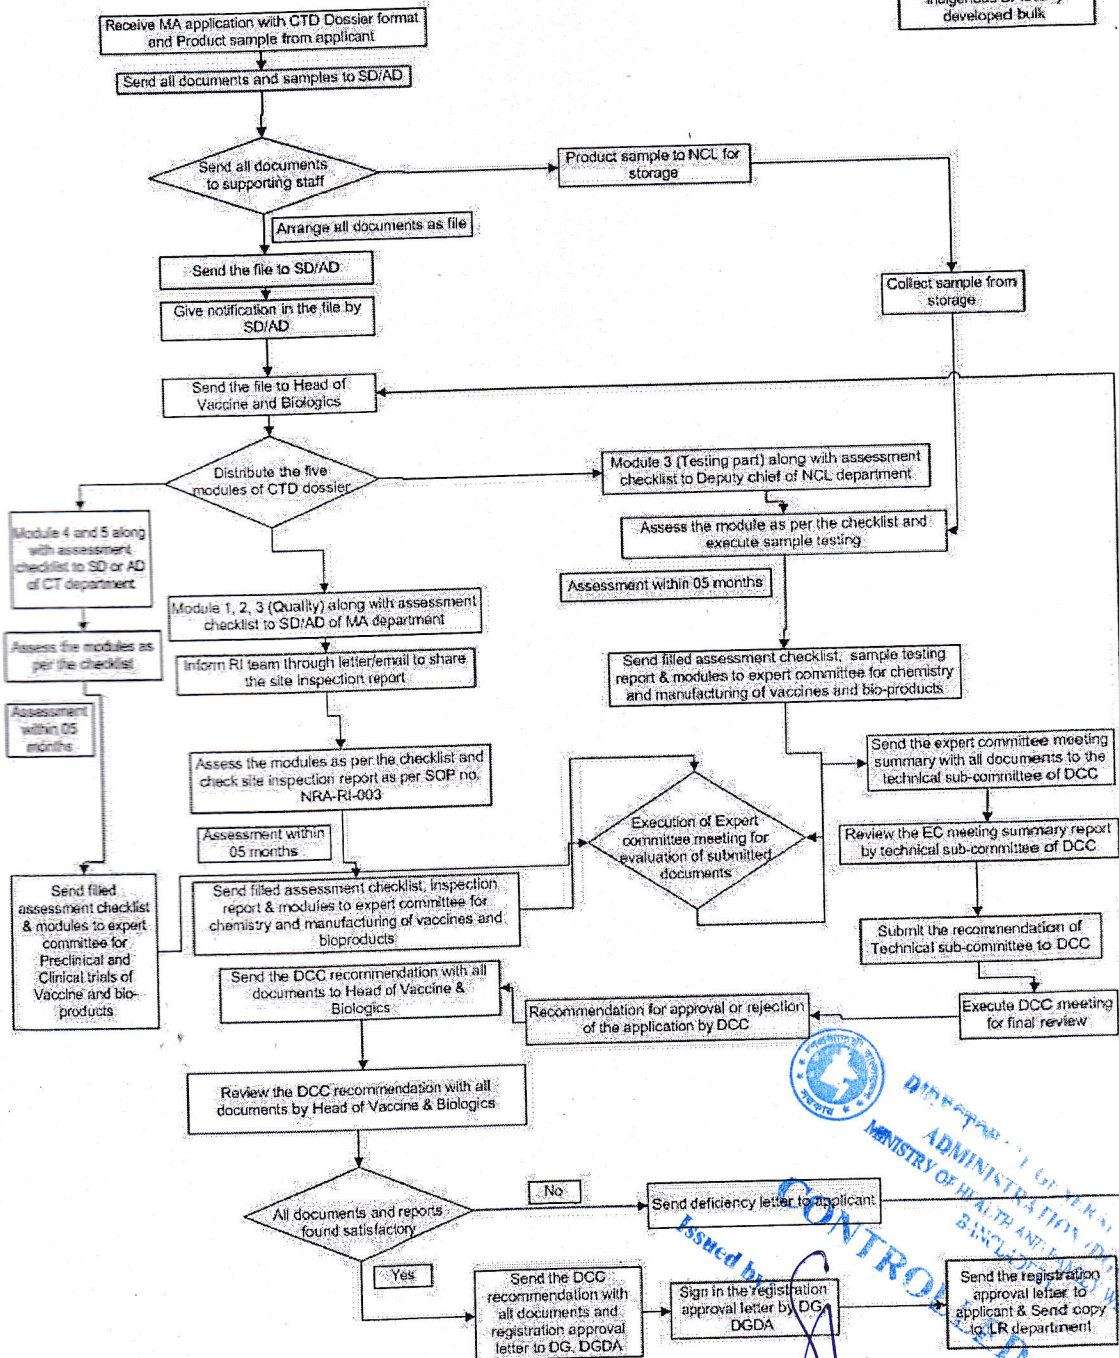 developed bulk
Receive MA application with CTD Dossier format
and Product sample from applicant
Send all documents and samples to SD/AD
Send all documents
to supporting staff
Product sample to NCL for
storage
Arrange all documents as file
Send the file to SD/AD
Collect sample from
storage
Give notification in the file by
SD/AD
Send the file to Head of
Vaccine and Biologics
Distribute the five
modules of CTD dossier
Module 3 (Testing part) along with assessment
checklist to Deputy chief of NCL department
Module 4 and 5 along
with assessment
checklist to SD or AD
of CT department
Assess the module as per the checklist and
execute sample testing
Assessment within 05 months
Module 1, 2, 3 (Quality) along with assessment
checklist to SD/AD of MA department
Assess the modules as
per the checklist
Inform RI team through letter/email to share
the site Inspection report
Send filled assessment checklist, sample testing
report & modules to expert committee for chemistry
and manufacturing of vaccines and bio-products
Assessment
within 05
months
Assess the modules as per the checklist and
check site inspection report as per SOP no.
NRA-RI-003
Send the expert committee meeting
summary with all documents to the
technical sub-committee of DCC
Assessment within
05 months
Execution of Expert
committee meeting for
evaluation of submitted
documents
Review the EC meeting summary report
by technical sub-committee of DCC
Send filled
assessment checklist
& modules to expert
committee for
Preclinical and
Clinical trials of
Vaccine and bio-
products
Send filled assessment checklist, inspection
report & modules to expert committee for
chemistry and manufacturing of vaccines and
bioproducts
Submit the recommendation of
Technical sub-committee to DCC
Send the DCC recommendation with all
documents to Head of Vaccine &
Biologics
Recommendation for approval or rejection
of the application by DCC
Execute DCC meeting
for final review
Review the DCC recommendation with all
documents by Head of Vaccine & Biologics
All documents and reports
found satisfactory
No
Send deficiency letter to applicant
Yes
Send the DCC
recommendation with
all documents and
registration approval
letter to DG, DGDA
Sign in the registration
approval letter by DG,
DGDA
Send the registration
approval letter to
applicant & Send copy
to LR department
ADMINISTRATION
MINISTRY OF HEALTH AND
Issued by